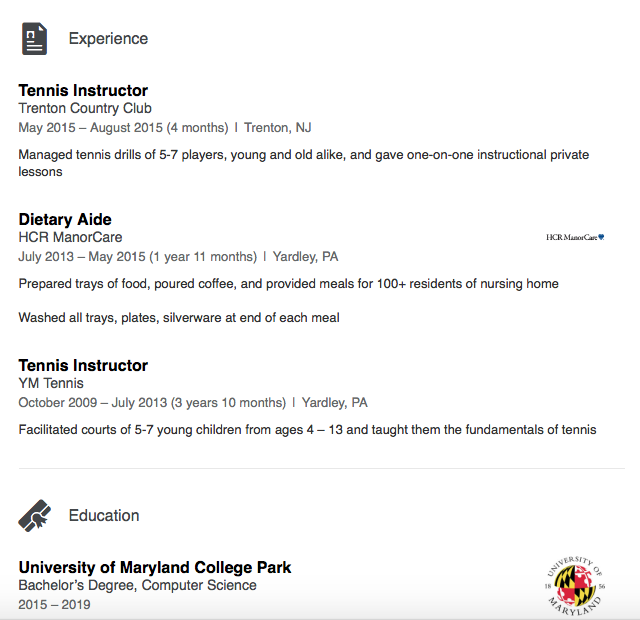 Experience
Tennis Instructor
Trenton Country Club
May 2015 – August 2015 (4 months) | Trenton, NJ
Managed tennis drills of 5-7 players, young and old alike, and gave one-on-one instructional private
lessons
Dietary Aide
HCR ManorCare
HCR ManorCare
July 2013 – May 2015 (1 year 11 months) | Yardley, PA
Prepared trays of food, poured coffee, and provided meals for 100+ residents of nursing home
Washed all trays, plates, silverware at end of each meal
Tennis Instructor
YM Tennis
October 2009 – July 2013 (3 years 10 months) | Yardley, PA
Facilitated courts of 5-7 young children from ages 4 – 13 and taught them the fundamentals of tennis
Education
University of Maryland College Park
Bachelor's Degree, Computer Science
2015 – 2019
UNIVERSITY OF
18 56
MARYLAND